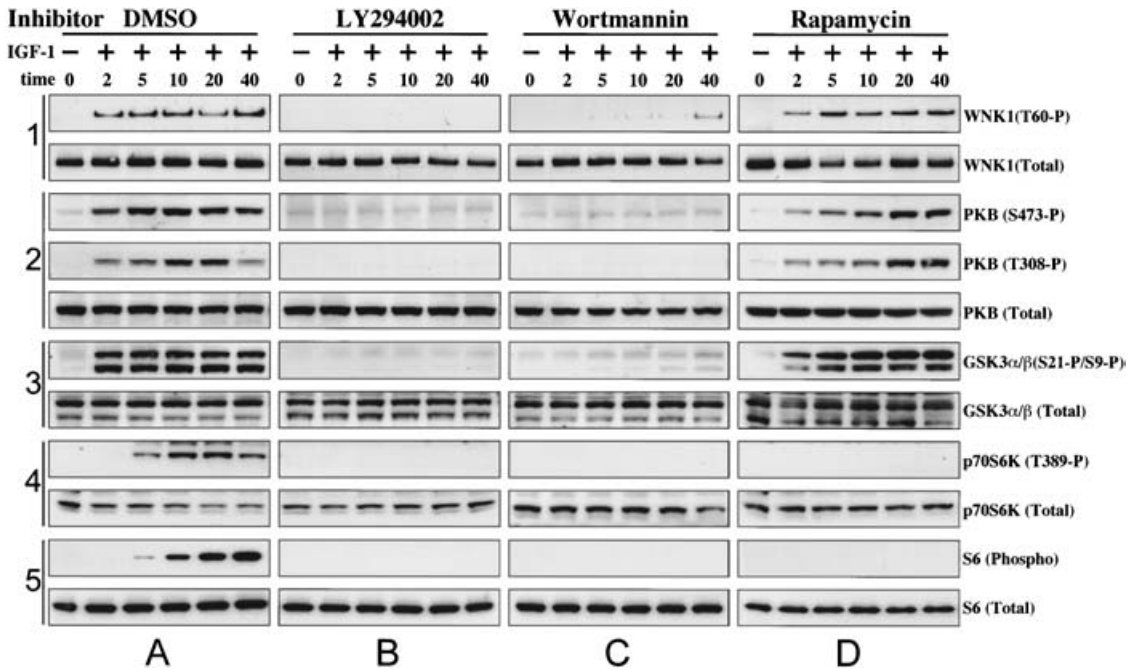 Inhibitor DMSO LY294002 Wortmannin Rapamycin
IGF-1 − + + + + + − + + + + + − + + + + + − + + + + +
time 0 2 5 10 20 40 0 2 5 10 20 40 0 2 5 10 20 40 0 2 5 10 20 40
1
WNK1(T60-P)
WNK1(Total)
2
PKB (S473-P)
PKB (T308-P)
PKB (Total)
3
GSK3α/β(S21-P/S9-P)
GSK3α/β (Total)
4
p70S6K (T389-P)
p70S6K (Total)
5
S6 (Phospho)
S6 (Total)
A B C D